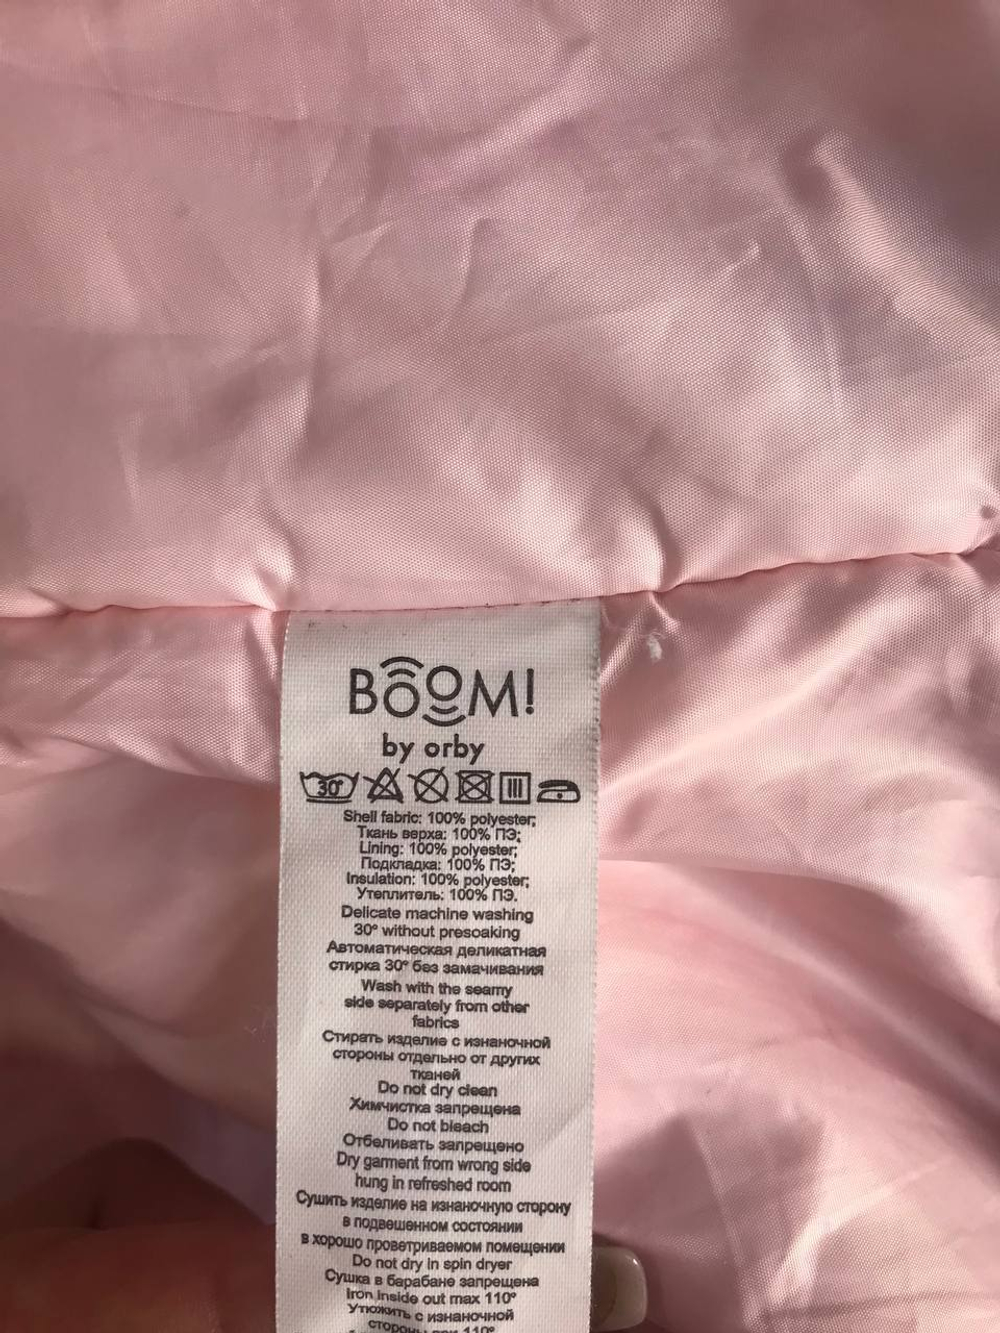 BOOM!
by orby
30°
Shell fabric: 100% polyester;
Ткань верха: 100% ПЭ;
Lining: 100% polyester;
Подкладка: 100% ПЭ;
Insulation: 100% polyester;
Утеплитель: 100% ПЭ.
Delicate machine washing
30° without presoaking
Автоматическая деликатная
стирка 30° без замачивания
Wash with the seamy
side separately from other
fabrics
Стирать изделие с изнаночной
стороны отдельно от других
тканей
Do not dry clean
Химчистка запрещена
Do not bleach
Отбеливать запрещено
Dry garment from wrong side
hung in refreshed room
Сушить изделие на изнаночную сторону
в подвешенном состоянии
в хорошо проветриваемом помещении
Do not dry in spin dryer
Сушка в барабане запрещена
Iron inside out max 110°
Утюжить с изнаночной
стороны при 110°